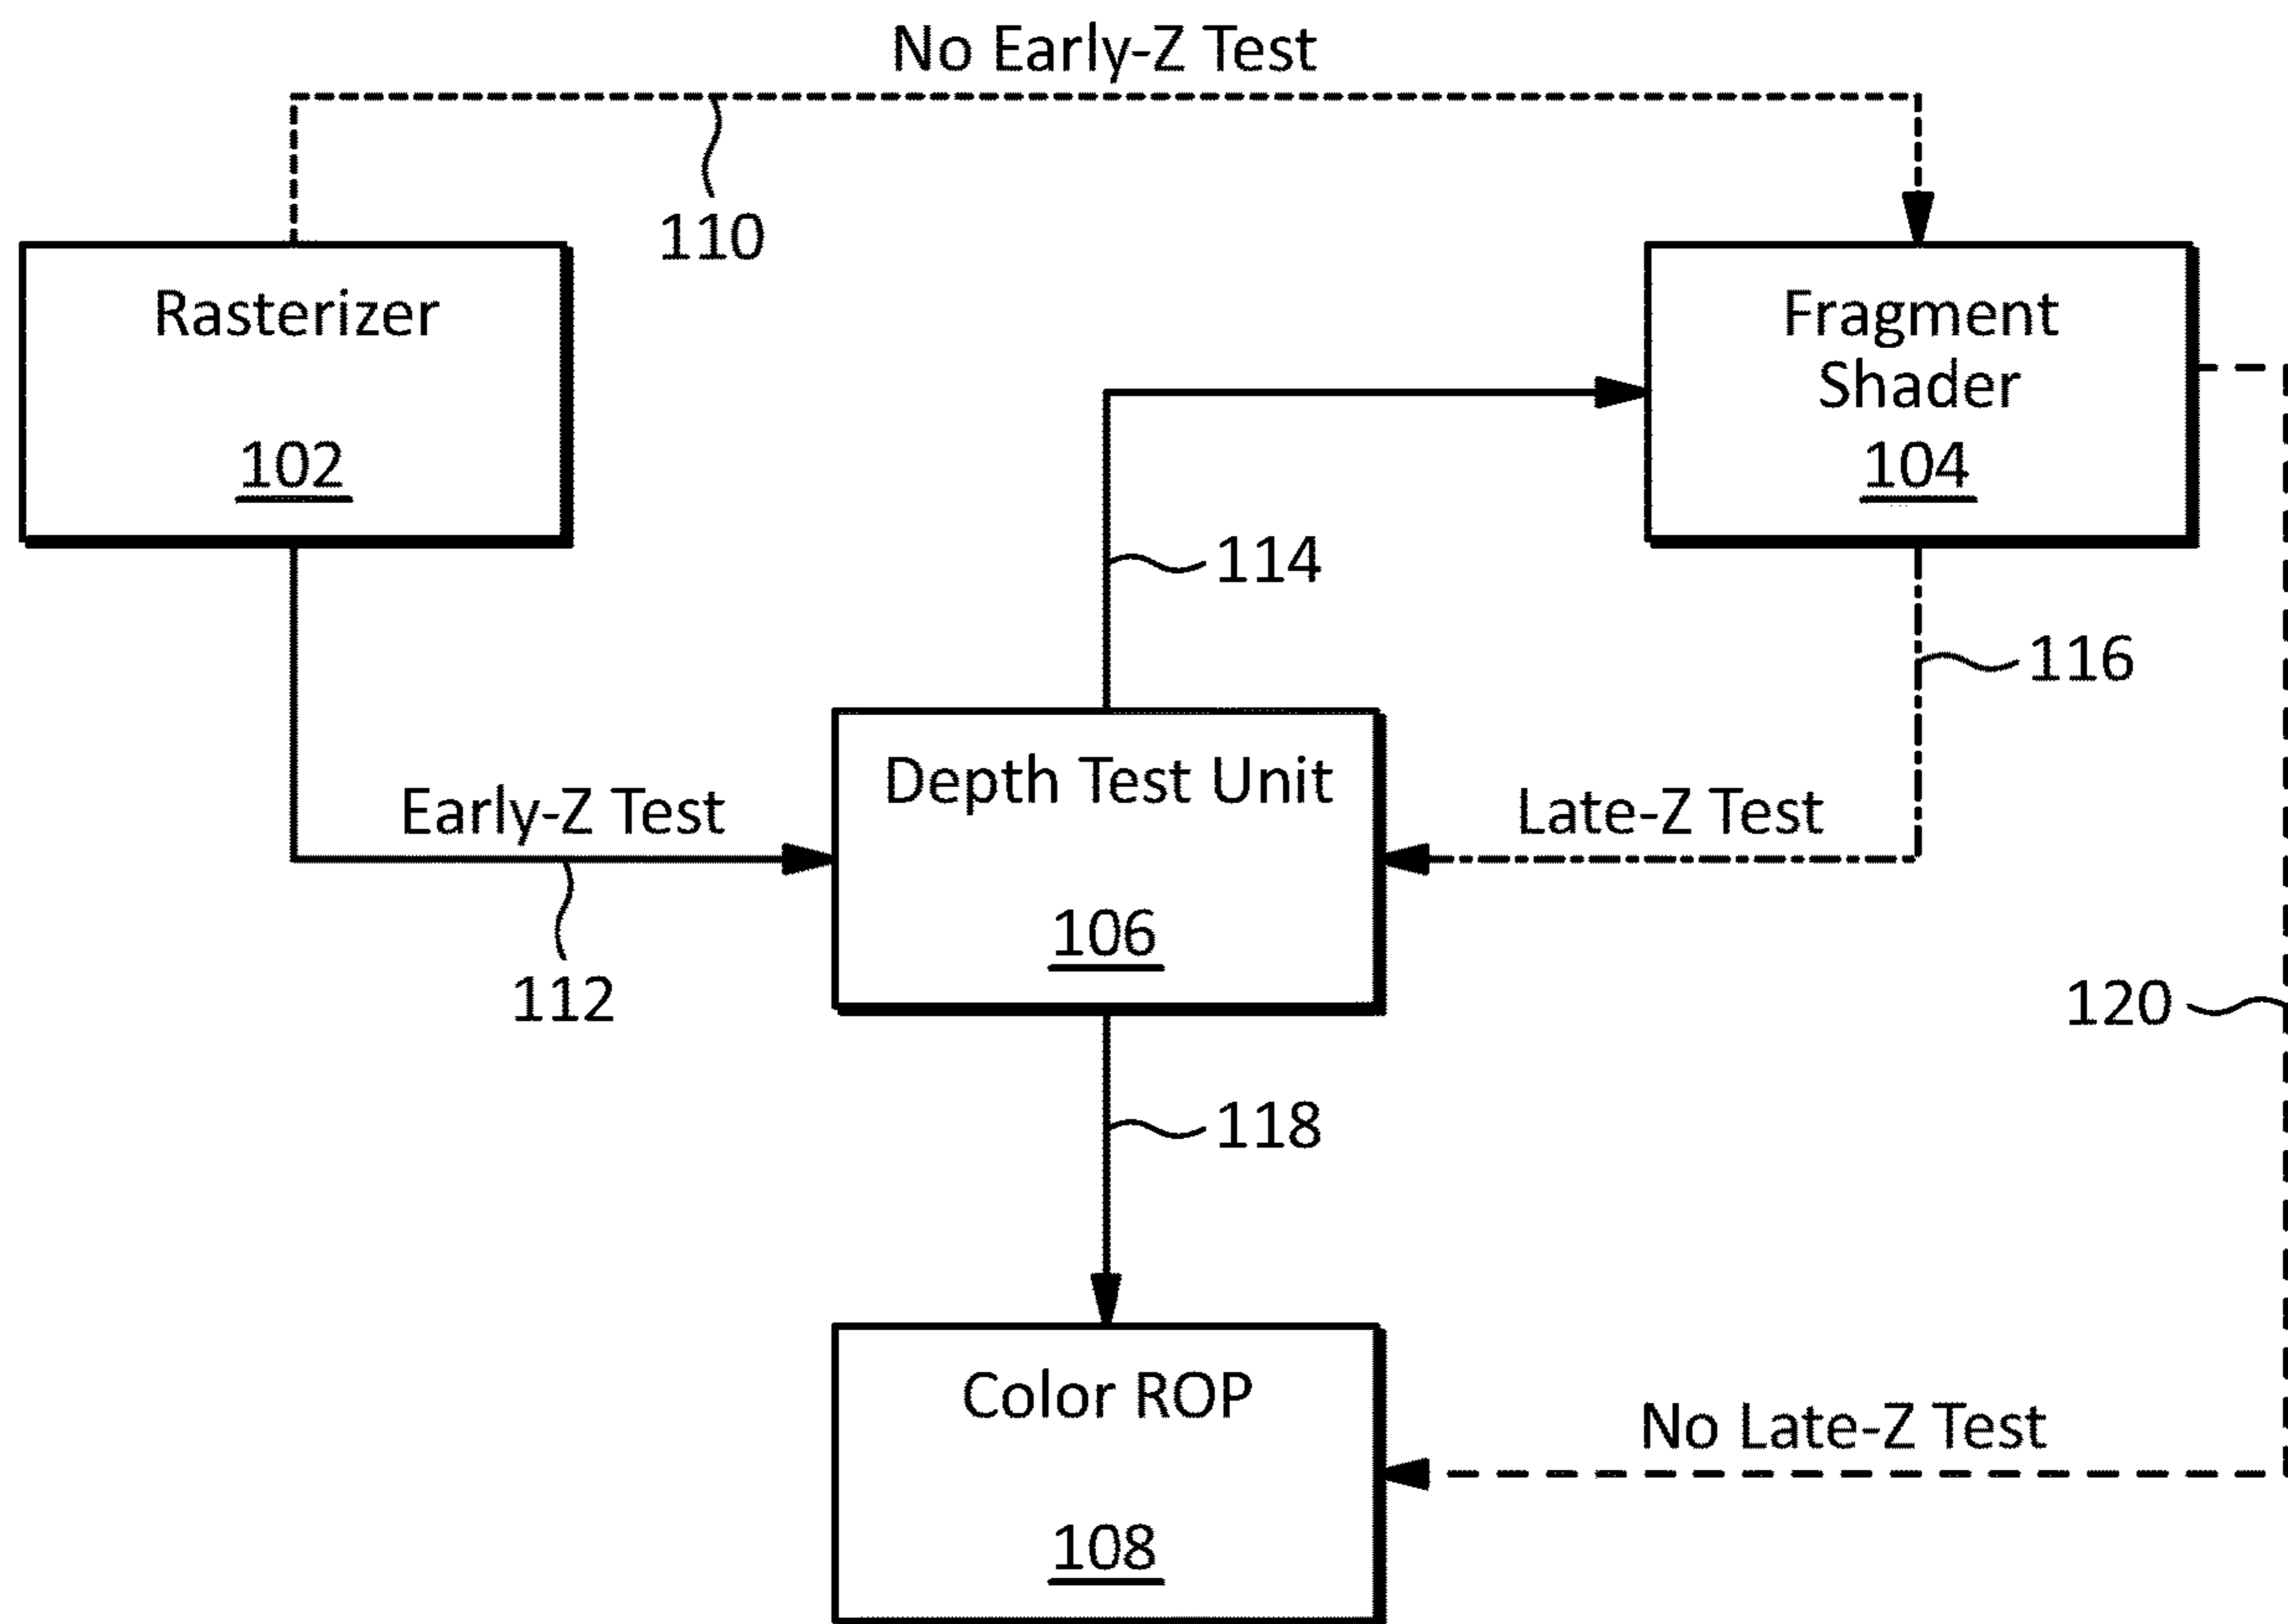 No Early-Z Test
110
Rasterizer
102
Fragment
Shader
104
114
116
Early-Z Test
112
Depth Test Unit
106
Late-Z Test
120
118
Color ROP
108
No Late-Z Test